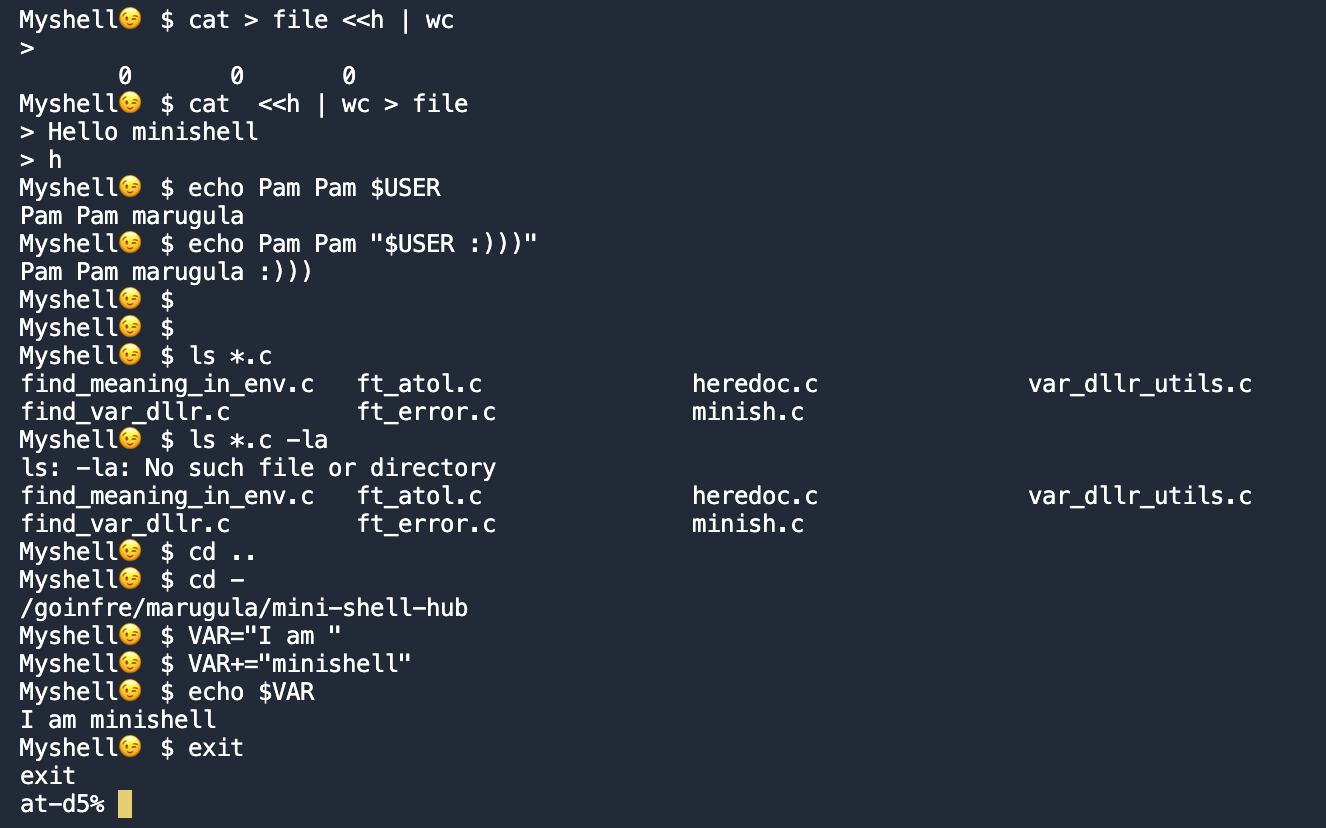 Myshell😉 $ cat > file <<h | wc
>
       0       0       0
Myshell😉 $ cat  <<h | wc > file
> Hello minishell
> h
Myshell😉 $ echo Pam Pam $USER
Pam Pam marugula
Myshell😉 $ echo Pam Pam "$USER :)))"
Pam Pam marugula :)))
Myshell😉 $
Myshell😉 $
Myshell😉 $ ls *.c
find_meaning_in_env.c   ft_atol.c               heredoc.c               var_dllr_utils.c
find_var_dllr.c         ft_error.c              minish.c
Myshell😉 $ ls *.c -la
ls: -la: No such file or directory
find_meaning_in_env.c   ft_atol.c               heredoc.c               var_dllr_utils.c
find_var_dllr.c         ft_error.c              minish.c
Myshell😉 $ cd ..
Myshell😉 $ cd -
/goinfre/marugula/mini-shell-hub
Myshell😉 $ VAR="I am "
Myshell😉 $ VAR+="minishell"
Myshell😉 $ echo $VAR
I am minishell
Myshell😉 $ exit
exit
at-d5%